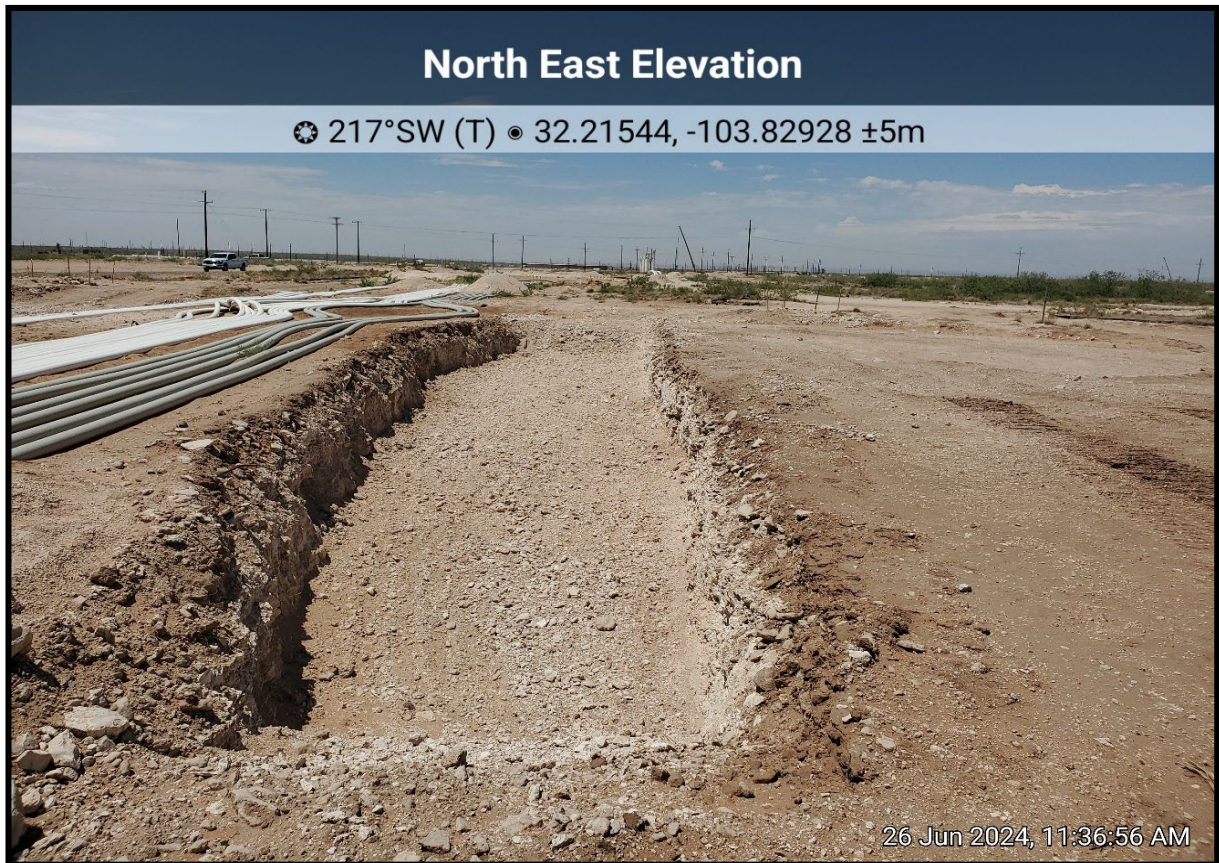 North East Elevation
217°SW (T) ◉ 32.21544, -103.82928 ±5m
26 Jun 2024, 11:36:56 AM